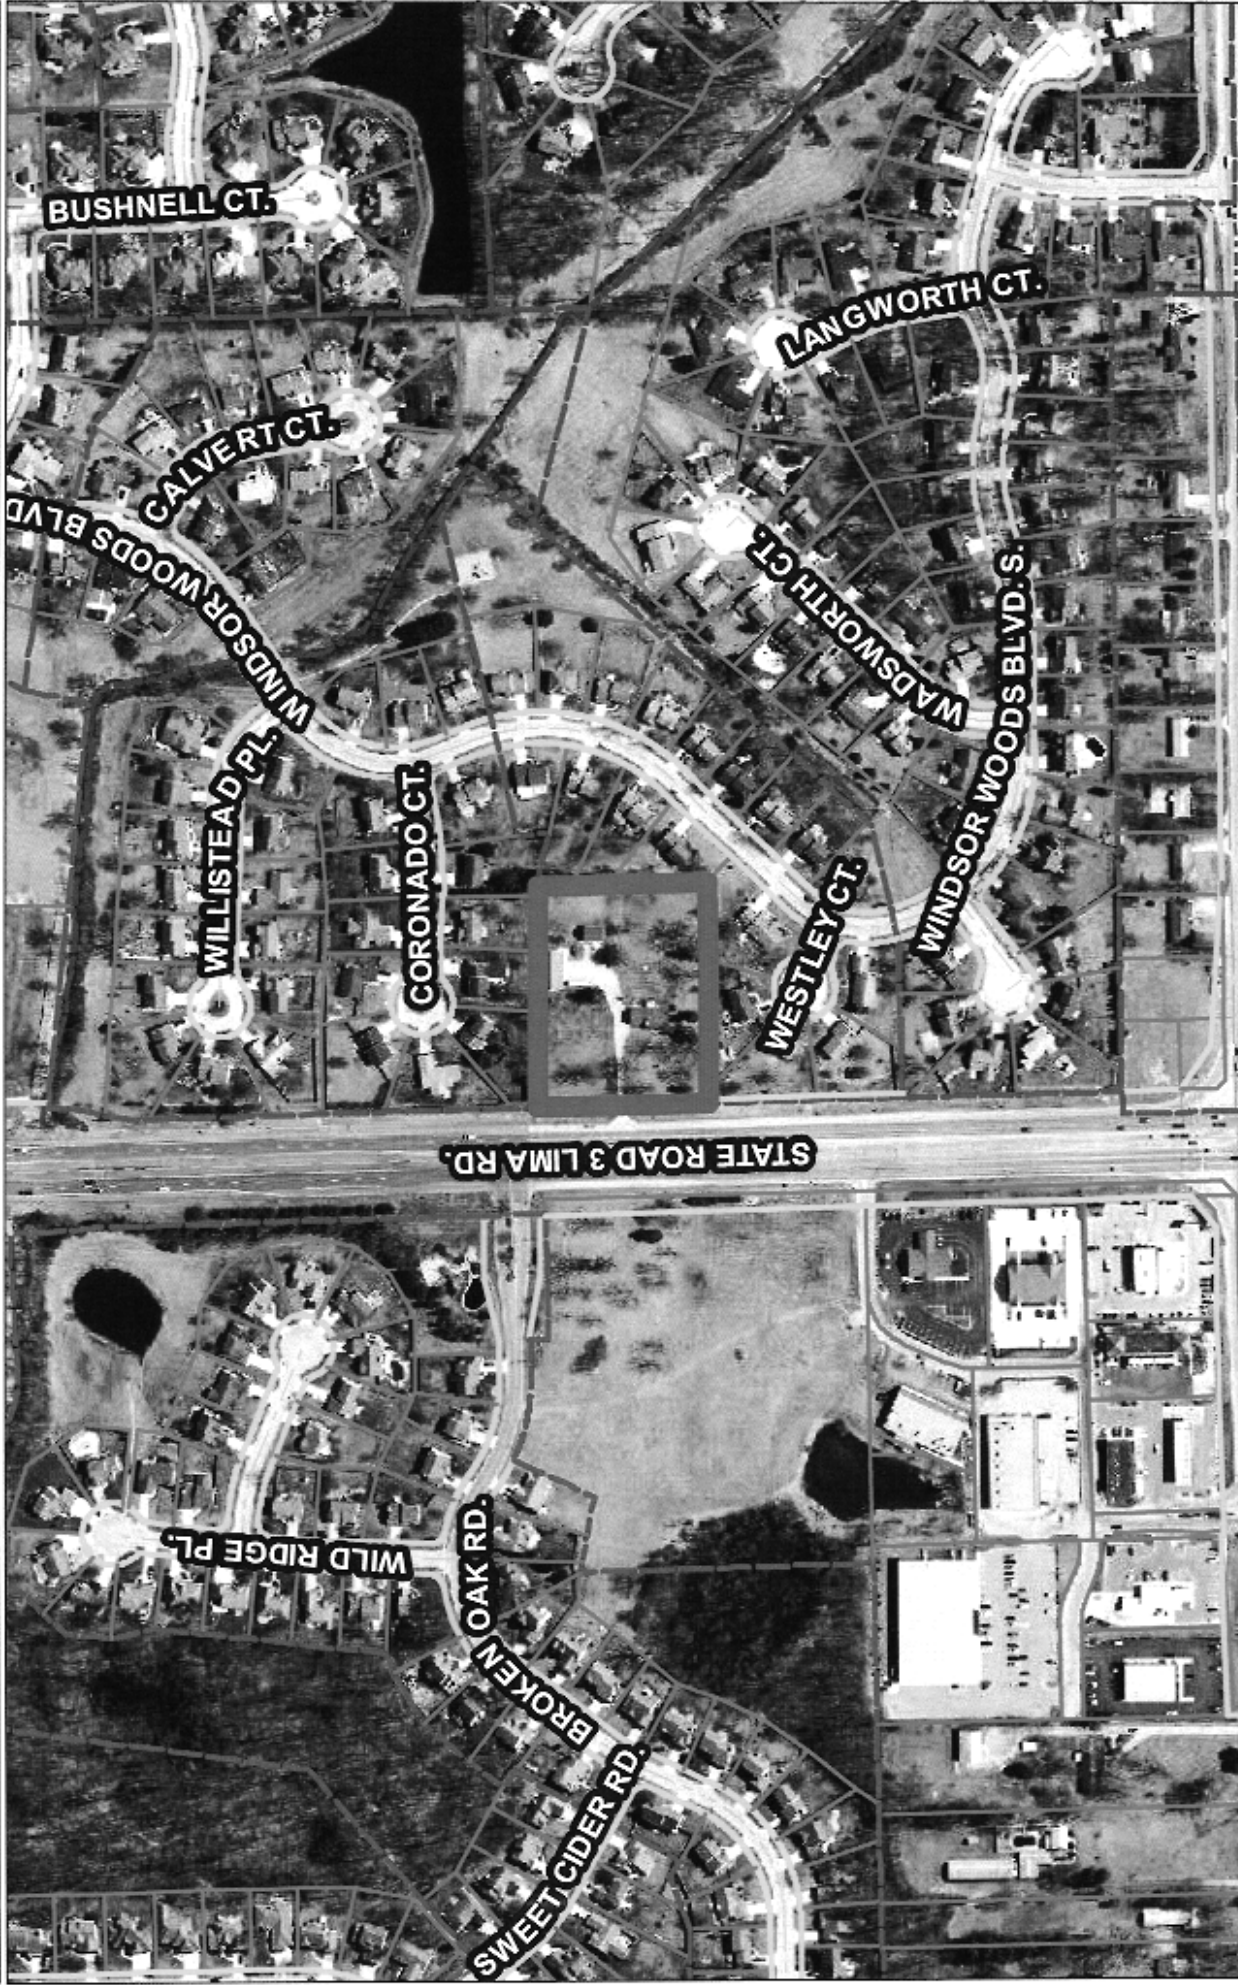 BUSHNELL CT.
LANGWORTH CT.
CALVERT CT.
WINDSOR WOODS BLVD
WADSWORTH CT.
WINDSOR WOODS BLVD. S.
WILLISTEAD PL.
CORONADO CT.
WESTLEY CT.
STATE ROAD 3 LIMA RD.
WILD RIDGE PL.
BROKEN OAK RD.
SWEET CIDER RD.